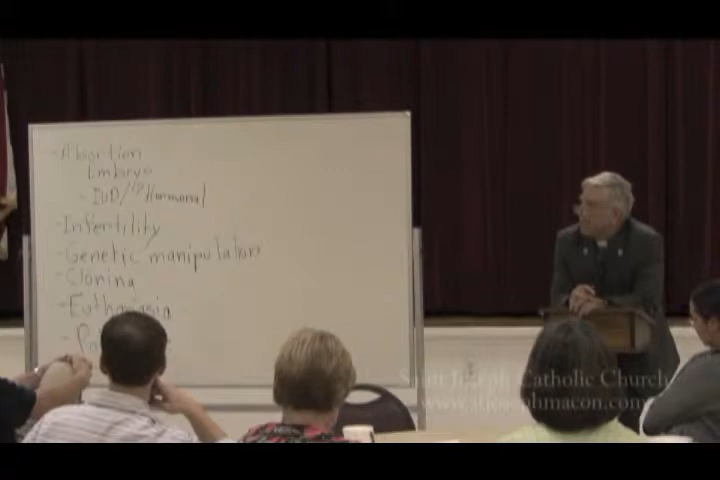 -Abortion
Embryo
-IUD/ Hormonal
-Infertility
-Genetic manipulation
-Cloning
-Euthanasia
Saint Joseph Catholic Church
www.stjosephmacon.com